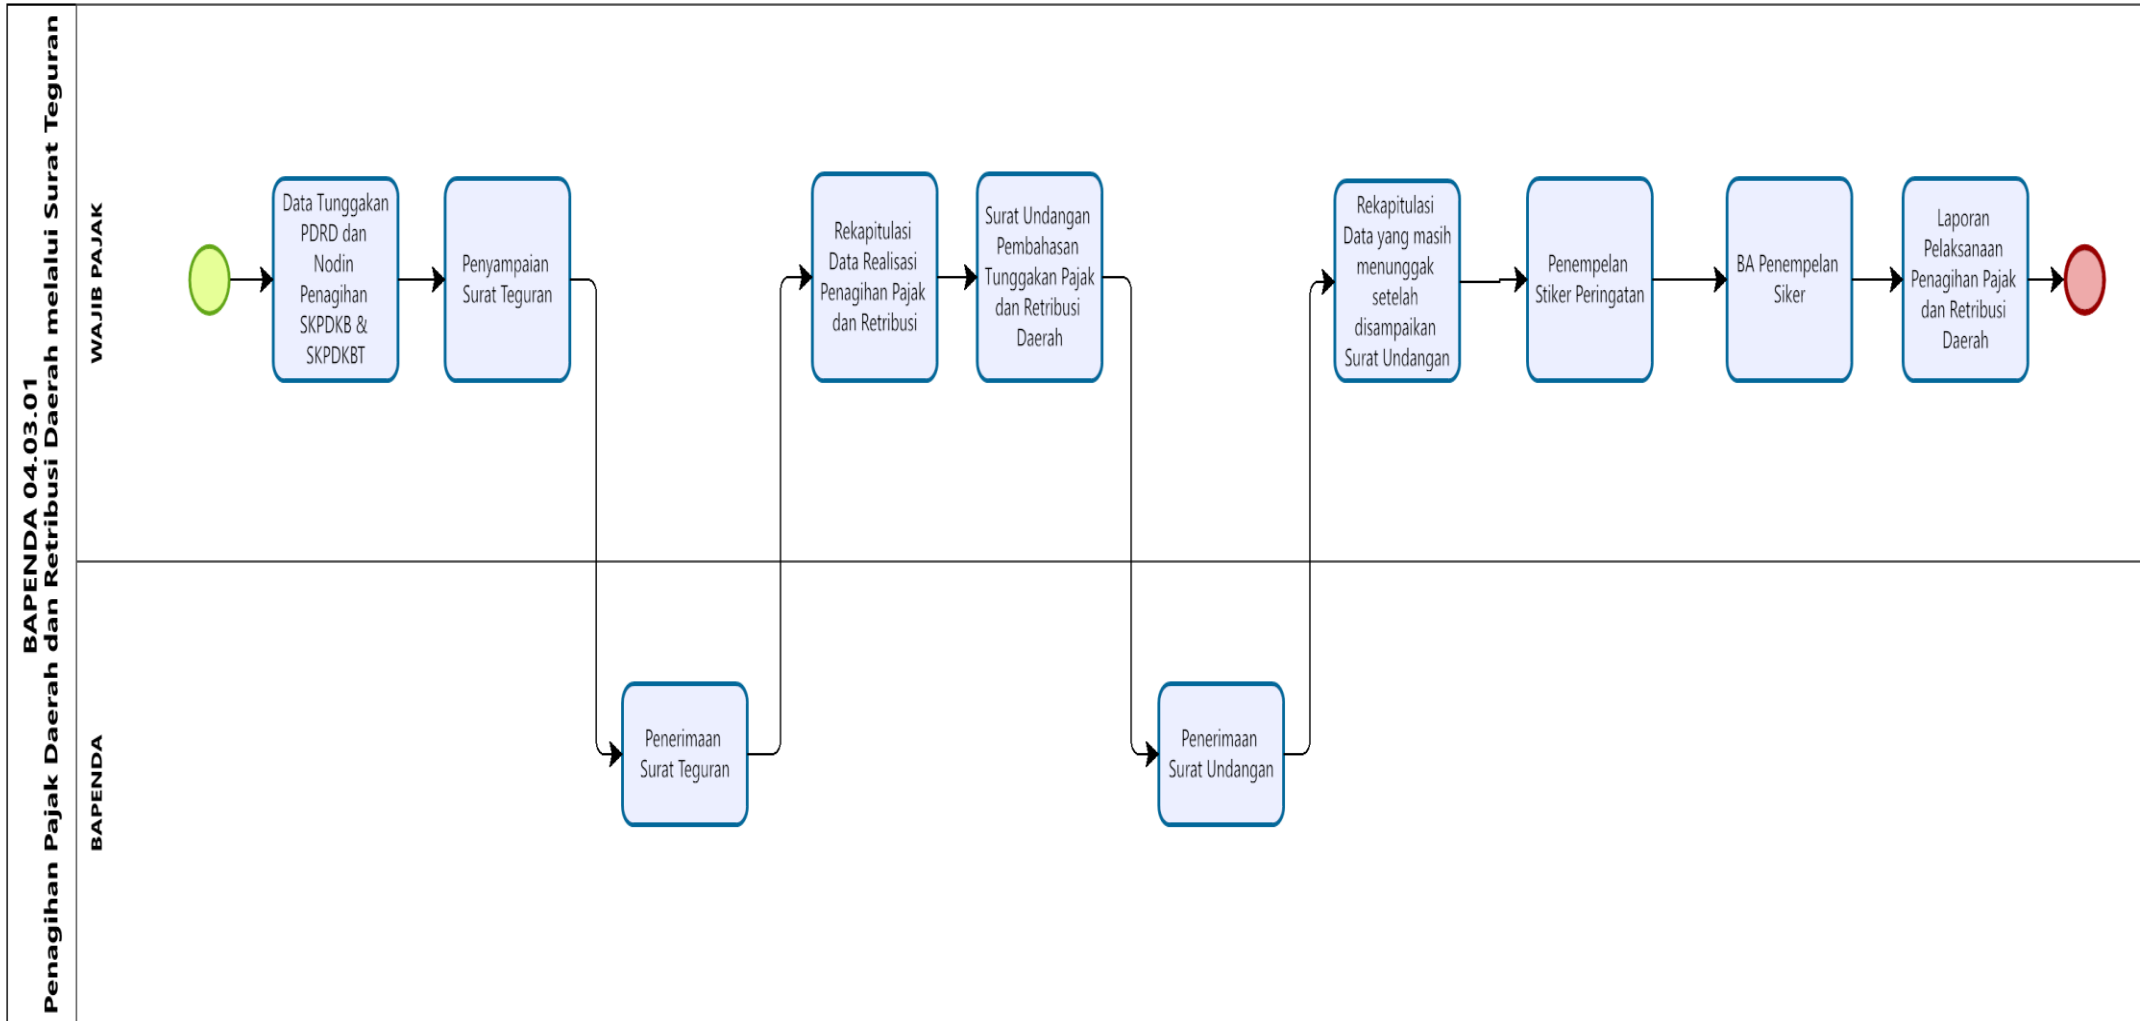 BAPENDA 04.03.01
Penagihan Pajak Daerah dan Retribusi Daerah melalui Surat Teguran
WAJIB PAJAK
Data Tunggakan
PDRD dan
Nodin
Penagihan
SKPDKB &
SKPDKBT
Penyampaian
Surat Teguran
Rekapitulasi
Data Realisasi
Penagihan Pajak
dan Retribusi
Surat Undangan
Pembahasan
Tunggakan Pajak
dan Retribusi
Daerah
Rekapitulasi
Data yang masih
menunggak
setelah
disampaikan
Surat Undangan
Penempelan
Stiker Peringatan
BA Penempelan
Siker
Laporan
Pelaksanaan
Penagihan Pajak
dan Retribusi
Daerah
BAPENDA
Penerimaan
Surat Teguran
Penerimaan
Surat Undangan